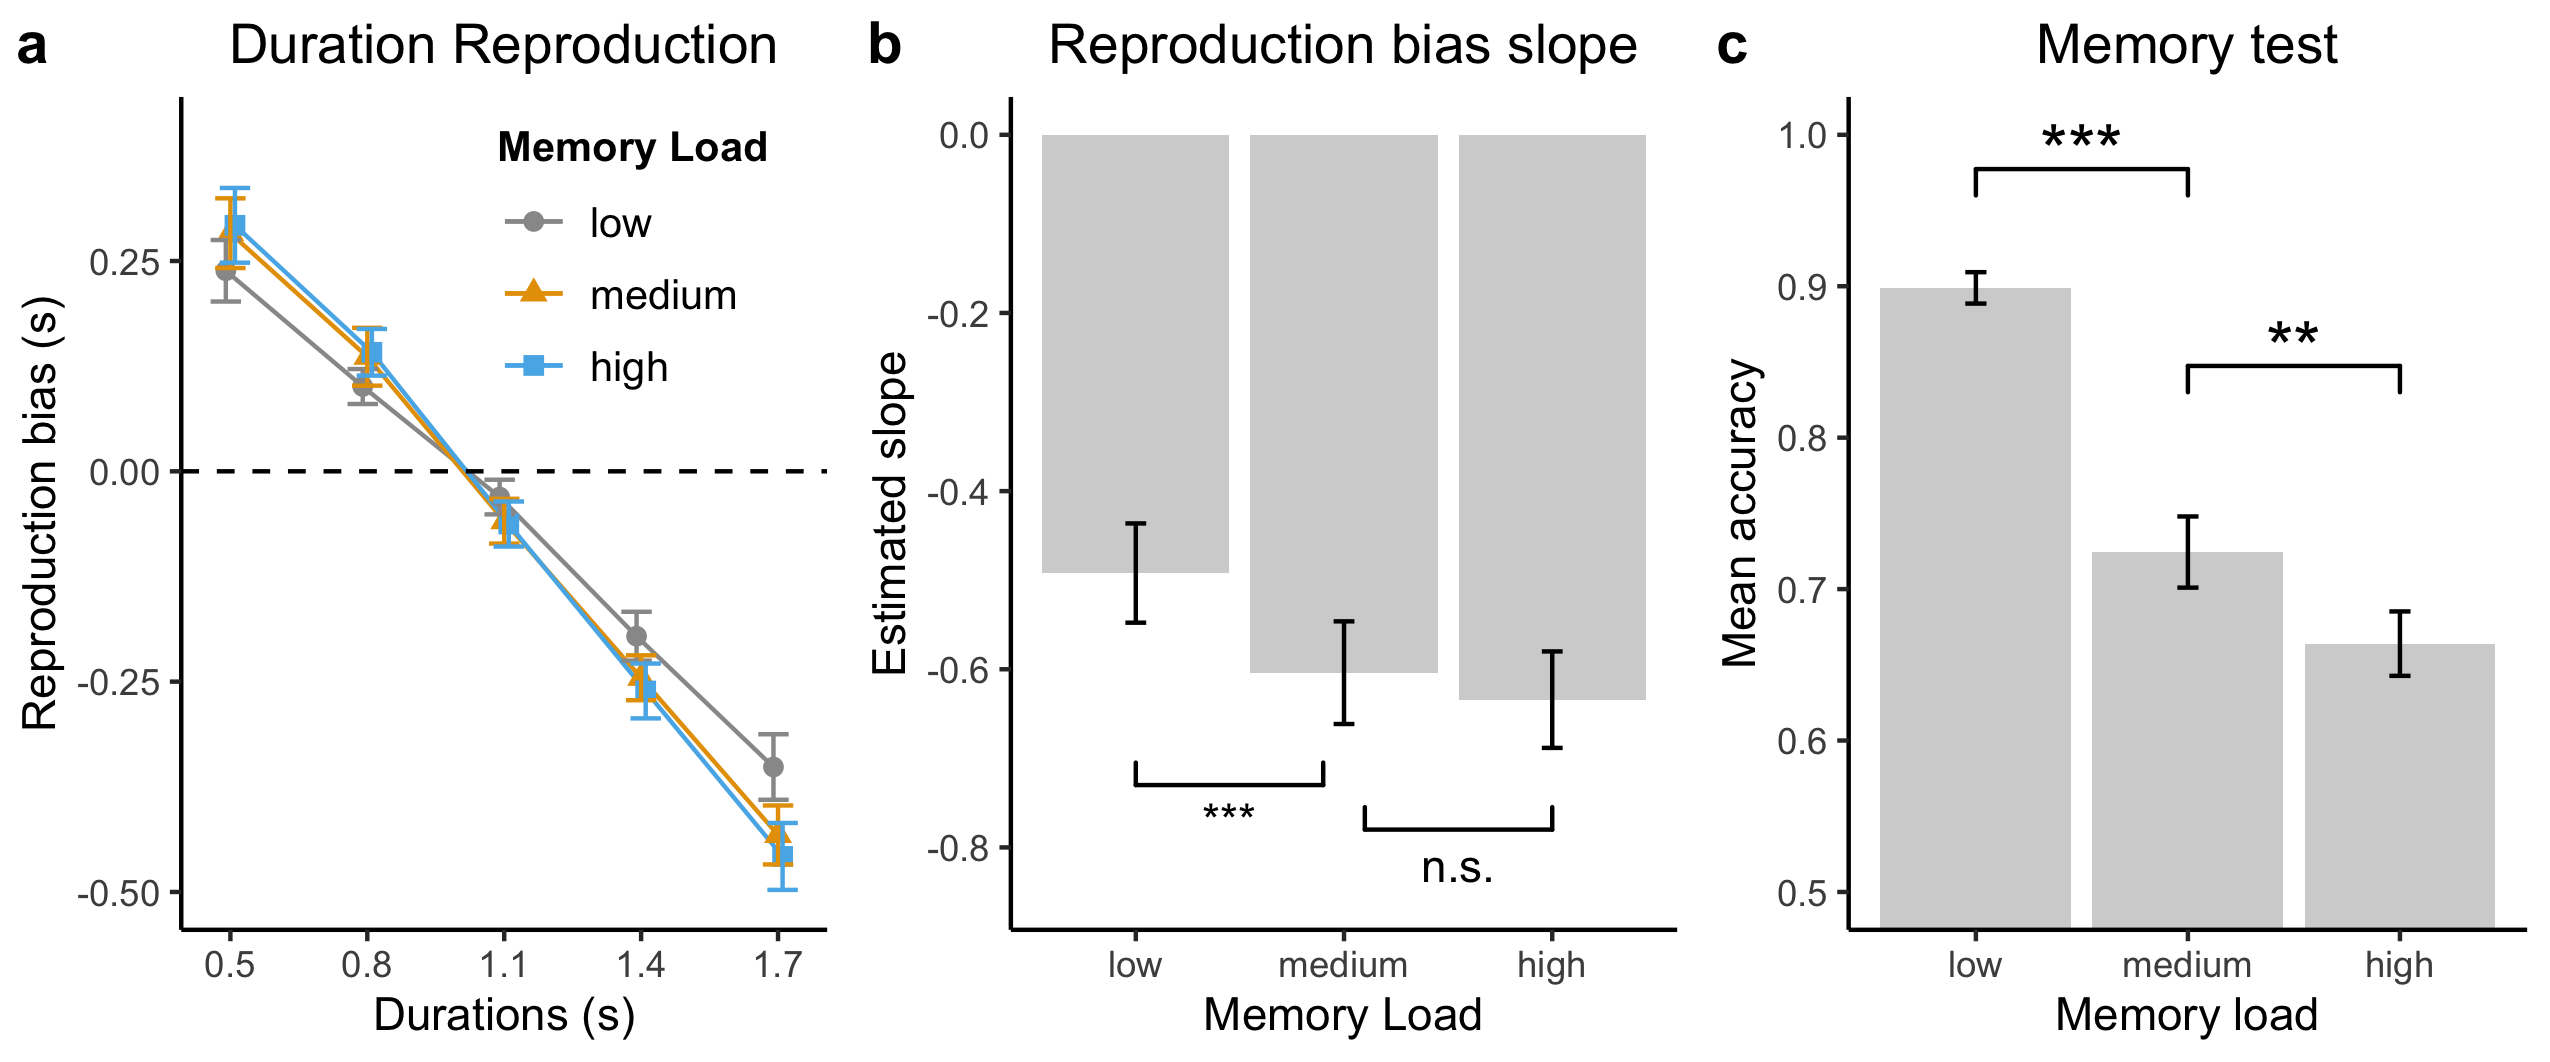 a
Duration Reproduction
Reproduction bias (s)
0.25
0.00
-0.25
-0.50
Memory Load
low
medium
high
0.5 0.8 1.1 1.4 1.7
Durations (s)
b
Reproduction bias slope
Estimated slope
0.0
-0.2
-0.4
-0.6
-0.8
***
n.s.
low medium high
Memory Load
c
Memory test
Mean accuracy
1.0
0.9
0.8
0.7
0.6
0.5
***
**
low medium high
Memory load